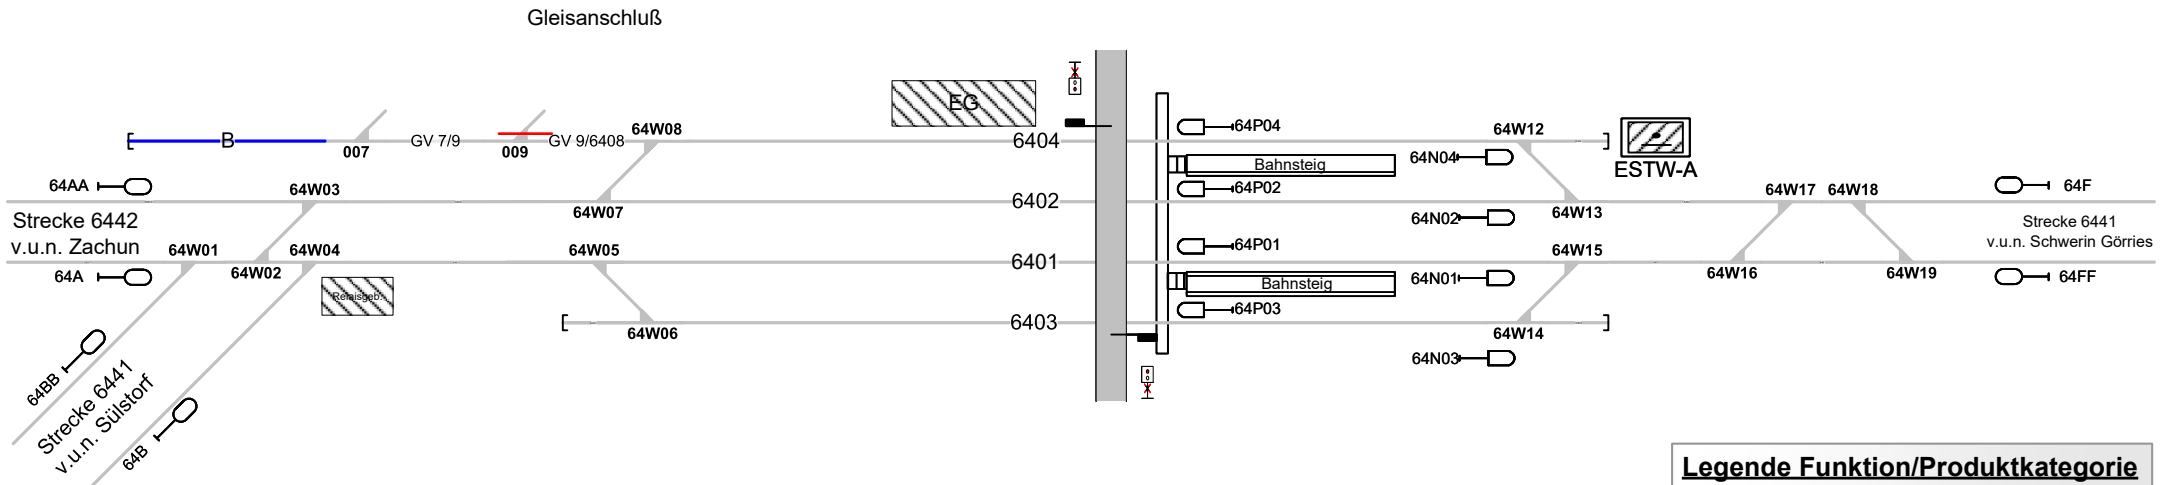 Gleisanschluß
EG
64W08
B
007
GV 7/9
009
GV 9/6408
6404
64P04
64W12
64N04
ESTW-A
Bahnsteig
64AA
64W03
64W07
6402
64P02
64N02
64W13
64W17
64W18
64F
Strecke 6442
v.u.n. Zachun
64W01
64W02
64W04
64W05
6401
64P01
64W15
64N01
64W16
64W19
Strecke 6441
v.u.n. Schwerin Görries
64A
64FF
Relaisgeb.
Bahnsteig
64W06
6403
64P03
64W14
64N03
64BB
Strecke 6441
v.u.n. Sülstorf
64B
Legende Funktion/Produktkategorie